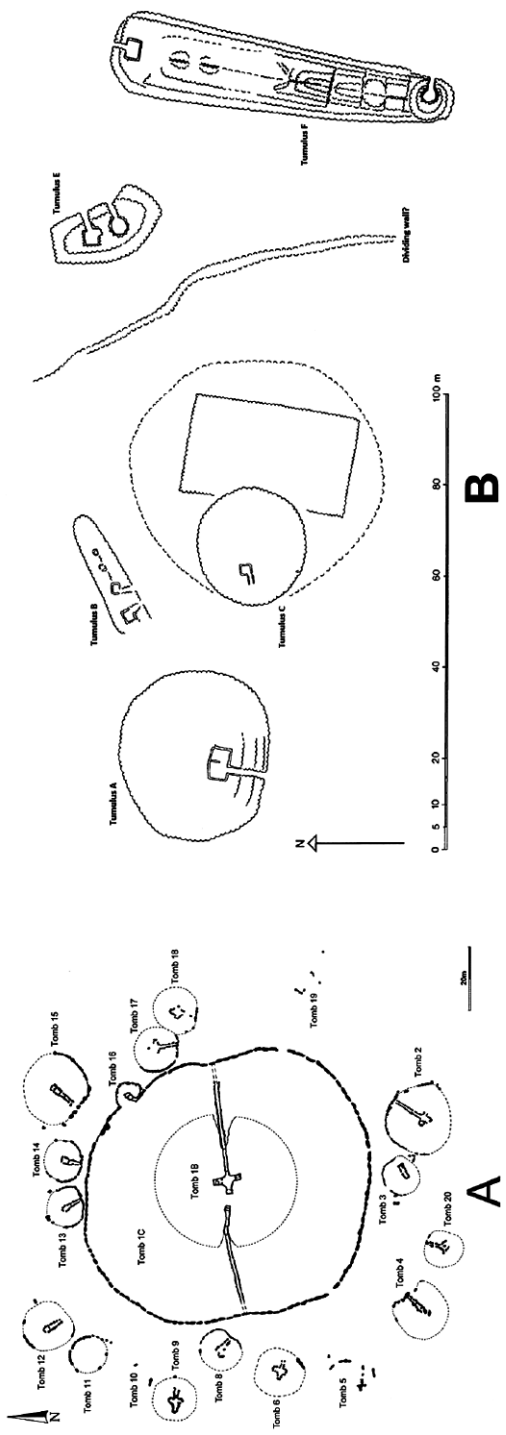 N
Tomb 12
Tomb 11
Tomb 10
Tomb 9
Tomb 8
Tomb 6
Tomb 5
Tomb 13
Tomb 14
Tomb 15
Tomb 16
Tomb 17
Tomb 18
Tomb 19
Tomb 1C
Tomb 1B
Tomb 2
Tomb 3
Tomb 20
Tomb 4
20m
A
Tumulus A
Tumulus B
Tumulus C
Tumulus E
Tumulus F
Dividing wall?
N
0 5 10 20 40 60 80 100 m
B